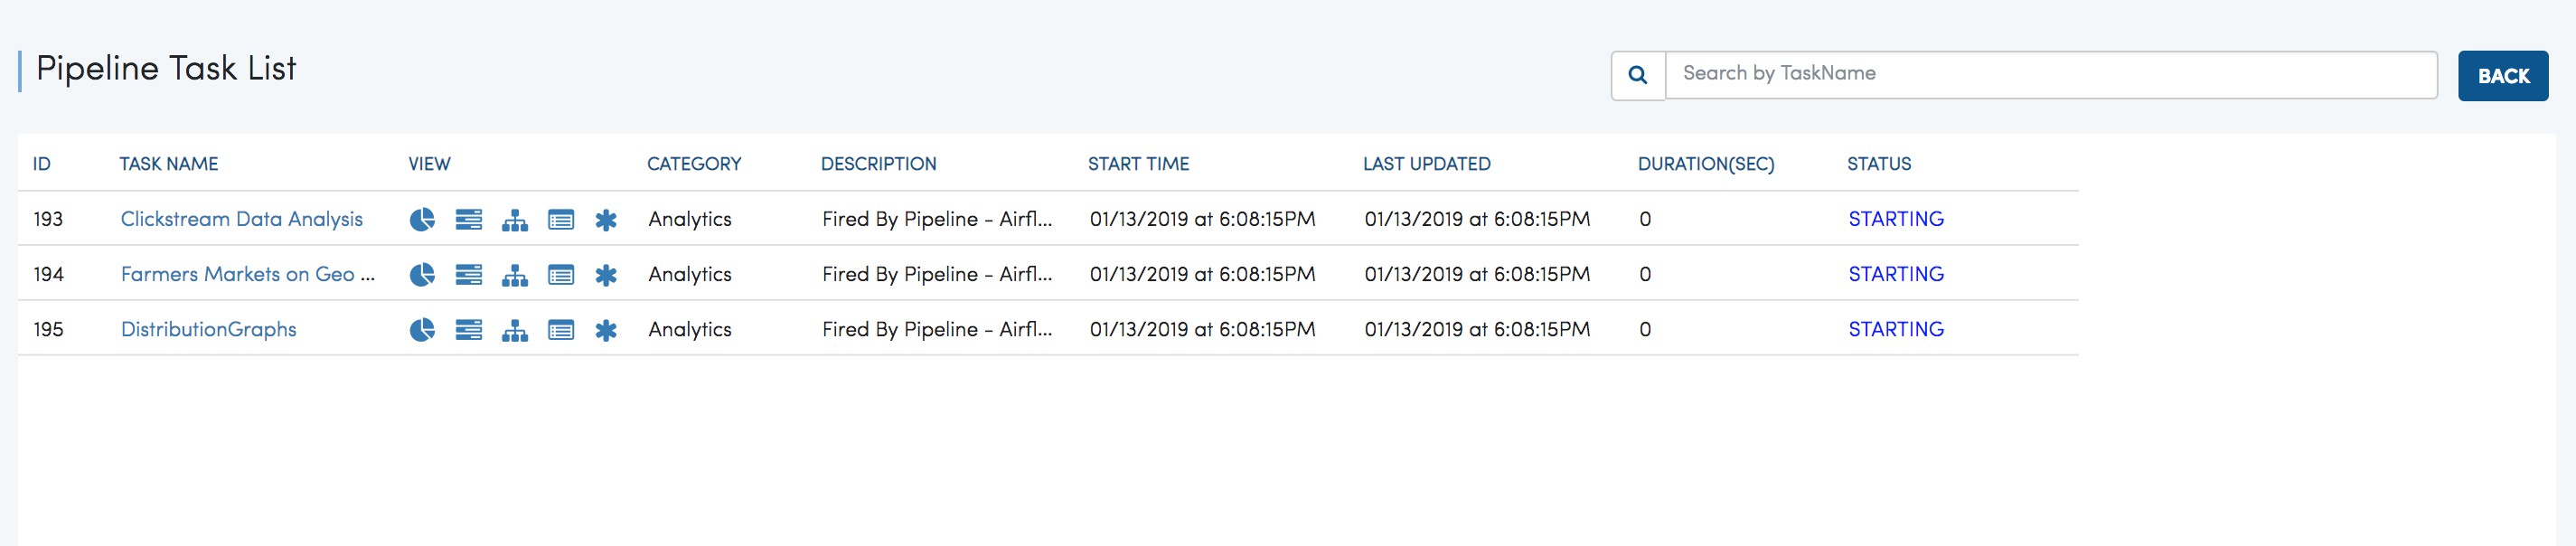 Pipeline Task List
Search by TaskName
BACK
ID TASK NAME VIEW CATEGORY DESCRIPTION START TIME LAST UPDATED DURATION(SEC) STATUS
193 Clickstream Data Analysis Analytics Fired By Pipeline - Airfl... 01/13/2019 at 6:08:15PM 01/13/2019 at 6:08:15PM 0 STARTING
194 Farmers Markets on Geo ... Analytics Fired By Pipeline - Airfl... 01/13/2019 at 6:08:15PM 01/13/2019 at 6:08:15PM 0 STARTING
195 DistributionGraphs Analytics Fired By Pipeline - Airfl... 01/13/2019 at 6:08:15PM 01/13/2019 at 6:08:15PM 0 STARTING